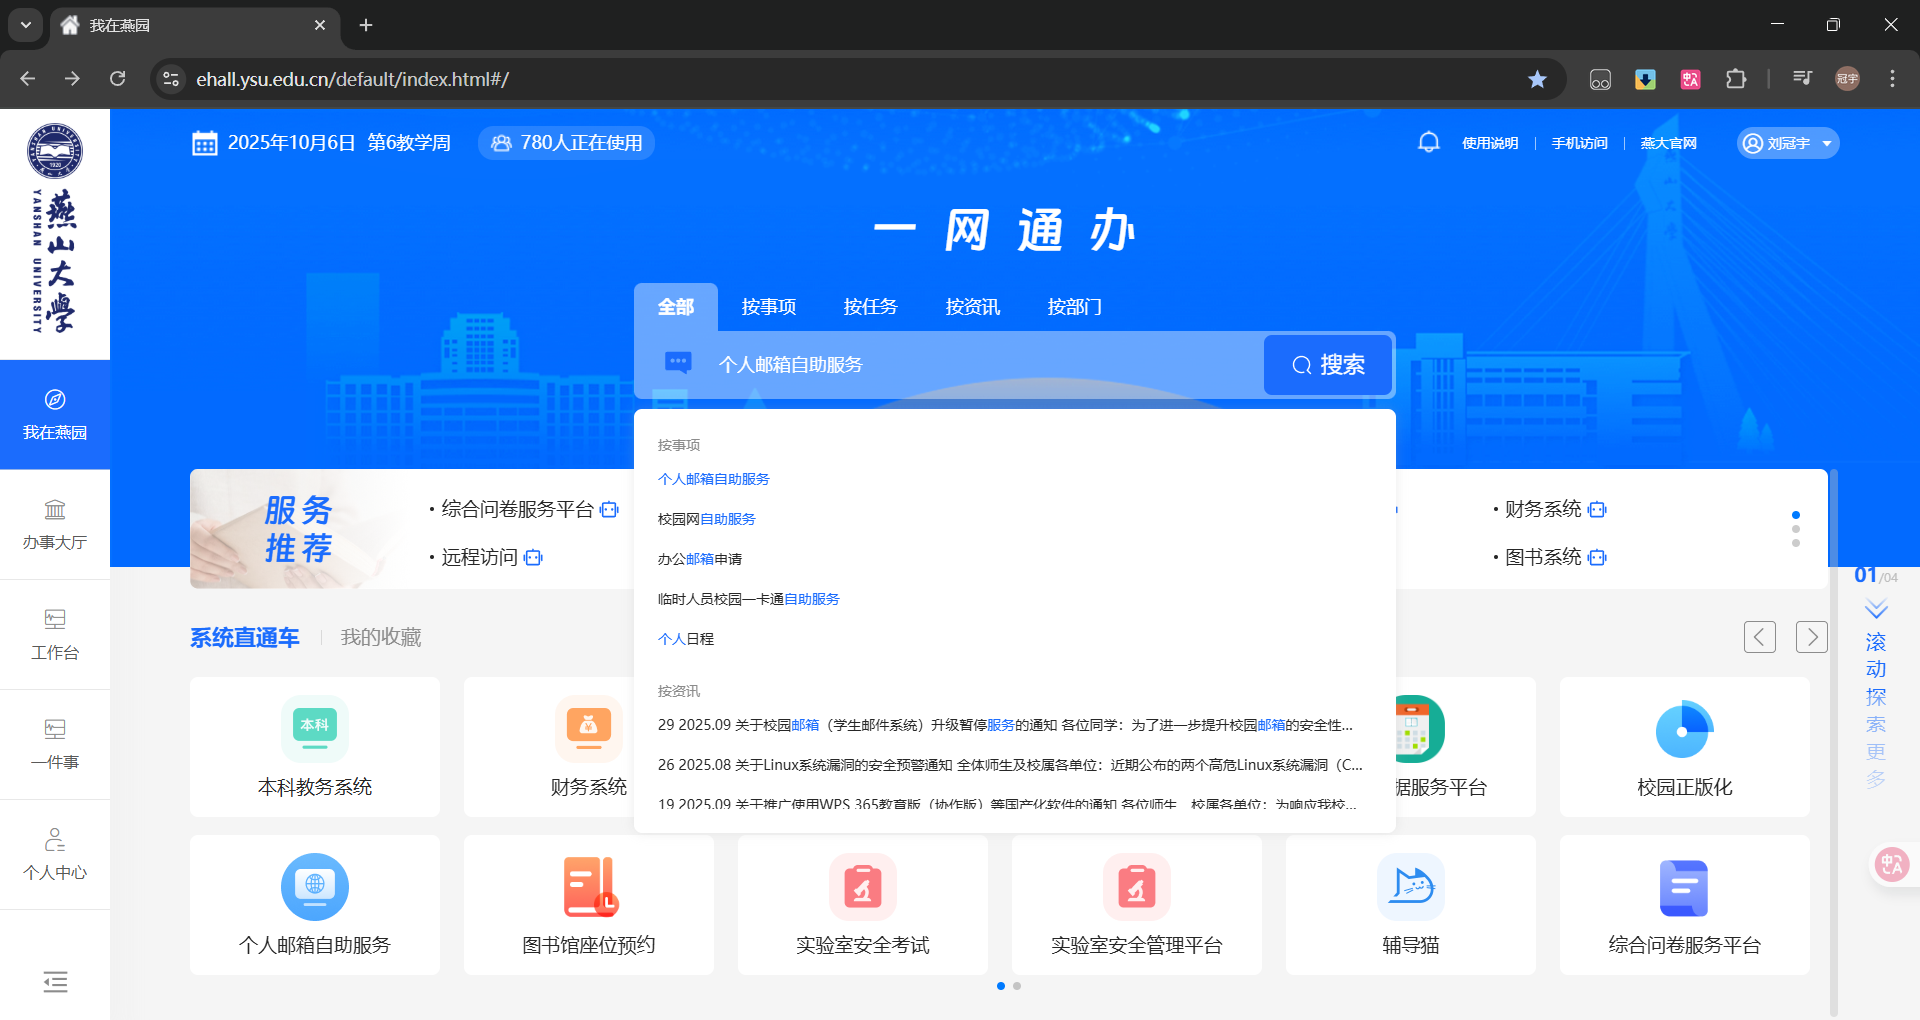 我在燕园
ehall.ysu.edu.cn/default/index.html#/
冠宇
YANSHAN UNIVERSITY
1920
燕山大學
YANSHAN UNIVERSITY
2025年10月6日 第6教学周
780人正在使用
使用说明
手机访问
燕大官网
刘冠宇
一网通办
全部
按事项
按任务
按资讯
按部门
个人邮箱自助服务
搜索
我在燕园
办事大厅
工作台
一件事
个人中心
服务
推荐
·综合问卷服务平台
·远程访问
·财务系统
·图书系统
按事项
个人邮箱自助服务
校园网自助服务
办公邮箱申请
临时人员校园一卡通自助服务
个人日程
按资讯
29 2025.09 关于校园邮箱（学生邮件系统）升级暂停服务的通知 各位同学：为了进一步提升校园邮箱的安全性...
26 2025.08 关于Linux系统漏洞的安全预警通知 全体师生及校属各单位：近期公布的两个高危Linux系统漏洞（C...
19 2025.09 关于推广使用WPS 365教育版（协作版）等国产化软件的通知 各位师生、校属各单位：为响应我校...
01/04
滚动探索更多
系统直通车
我的收藏
本科
本科教务系统
财务系统
据服务平台
校园正版化
个人邮箱自助服务
图书馆座位预约
实验室安全考试
实验室安全管理平台
辅导猫
综合问卷服务平台